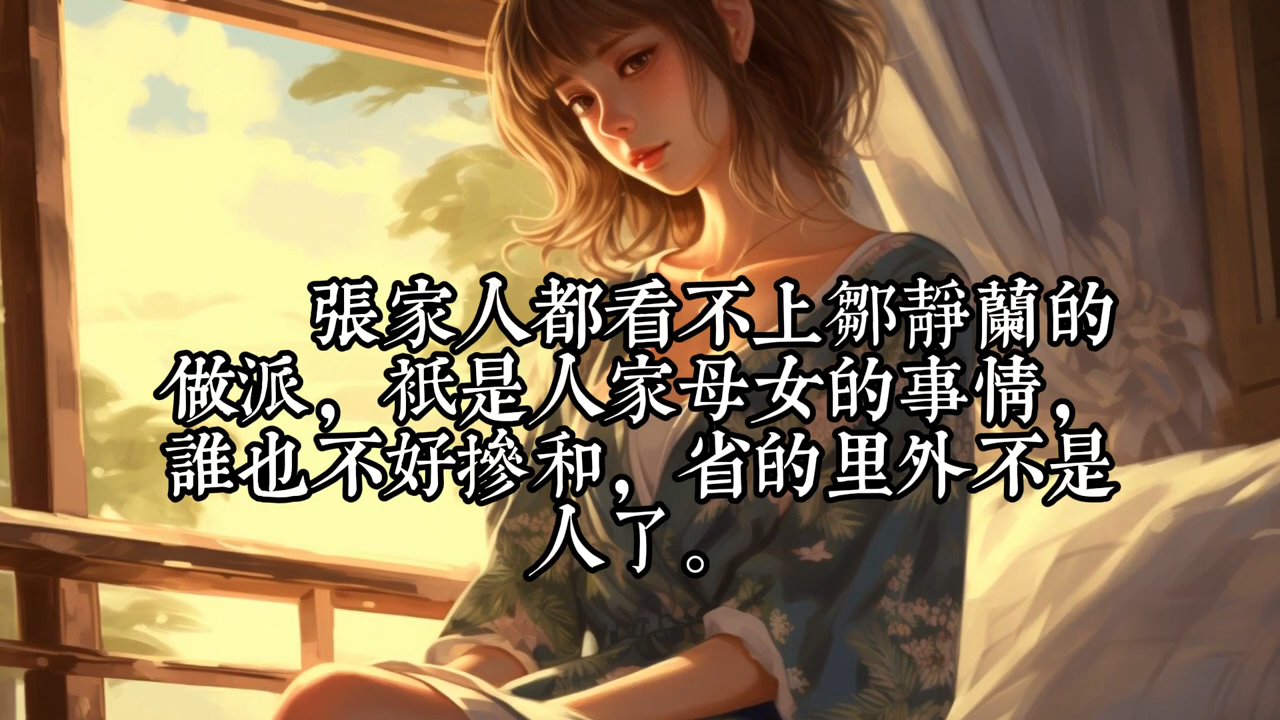 張家人都看不上鄒靜蘭的
做派，衹是人家母女的事情，
誰也不好摻和，省的里外不是
人了。